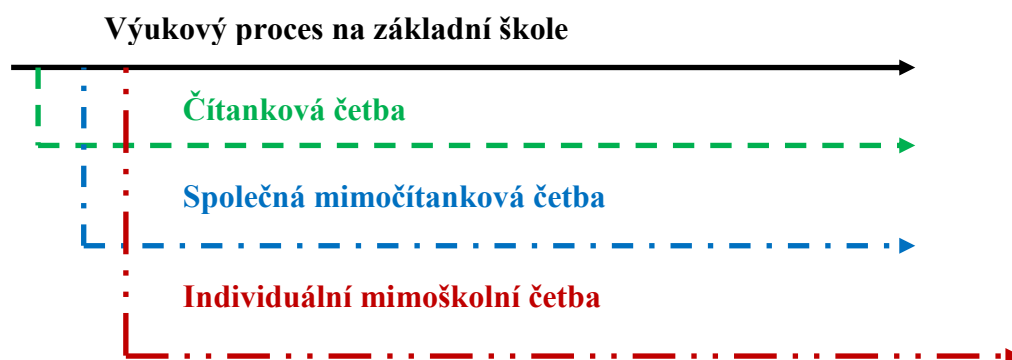 Výukový proces na základní škole
Čítanková četba
Společná mimočítanková četba
Individuální mimoškolní četba